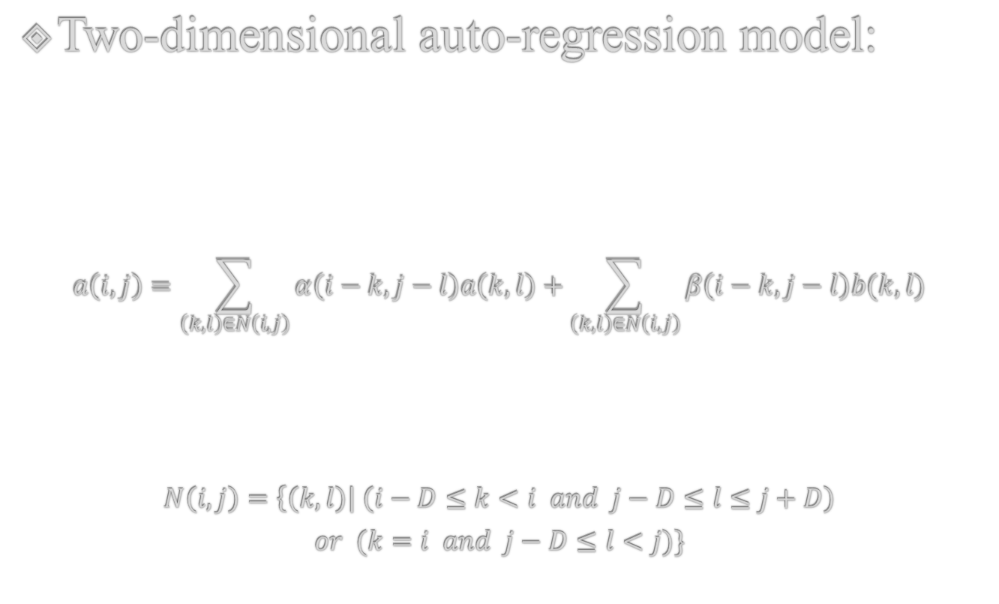 ◈ Two-dimensional auto-regression model:
a(i,j) = ∑_{(k,l)∈N(i,j)} α(i − k, j − l)a(k,l) + ∑_{(k,l)∈N(i,j)} β(i − k, j − l)b(k,l)
N(i,j) = {(k,l)| (i − D ≤ k < i and j − D ≤ l ≤ j + D)
or (k = i and j − D ≤ l < j)}